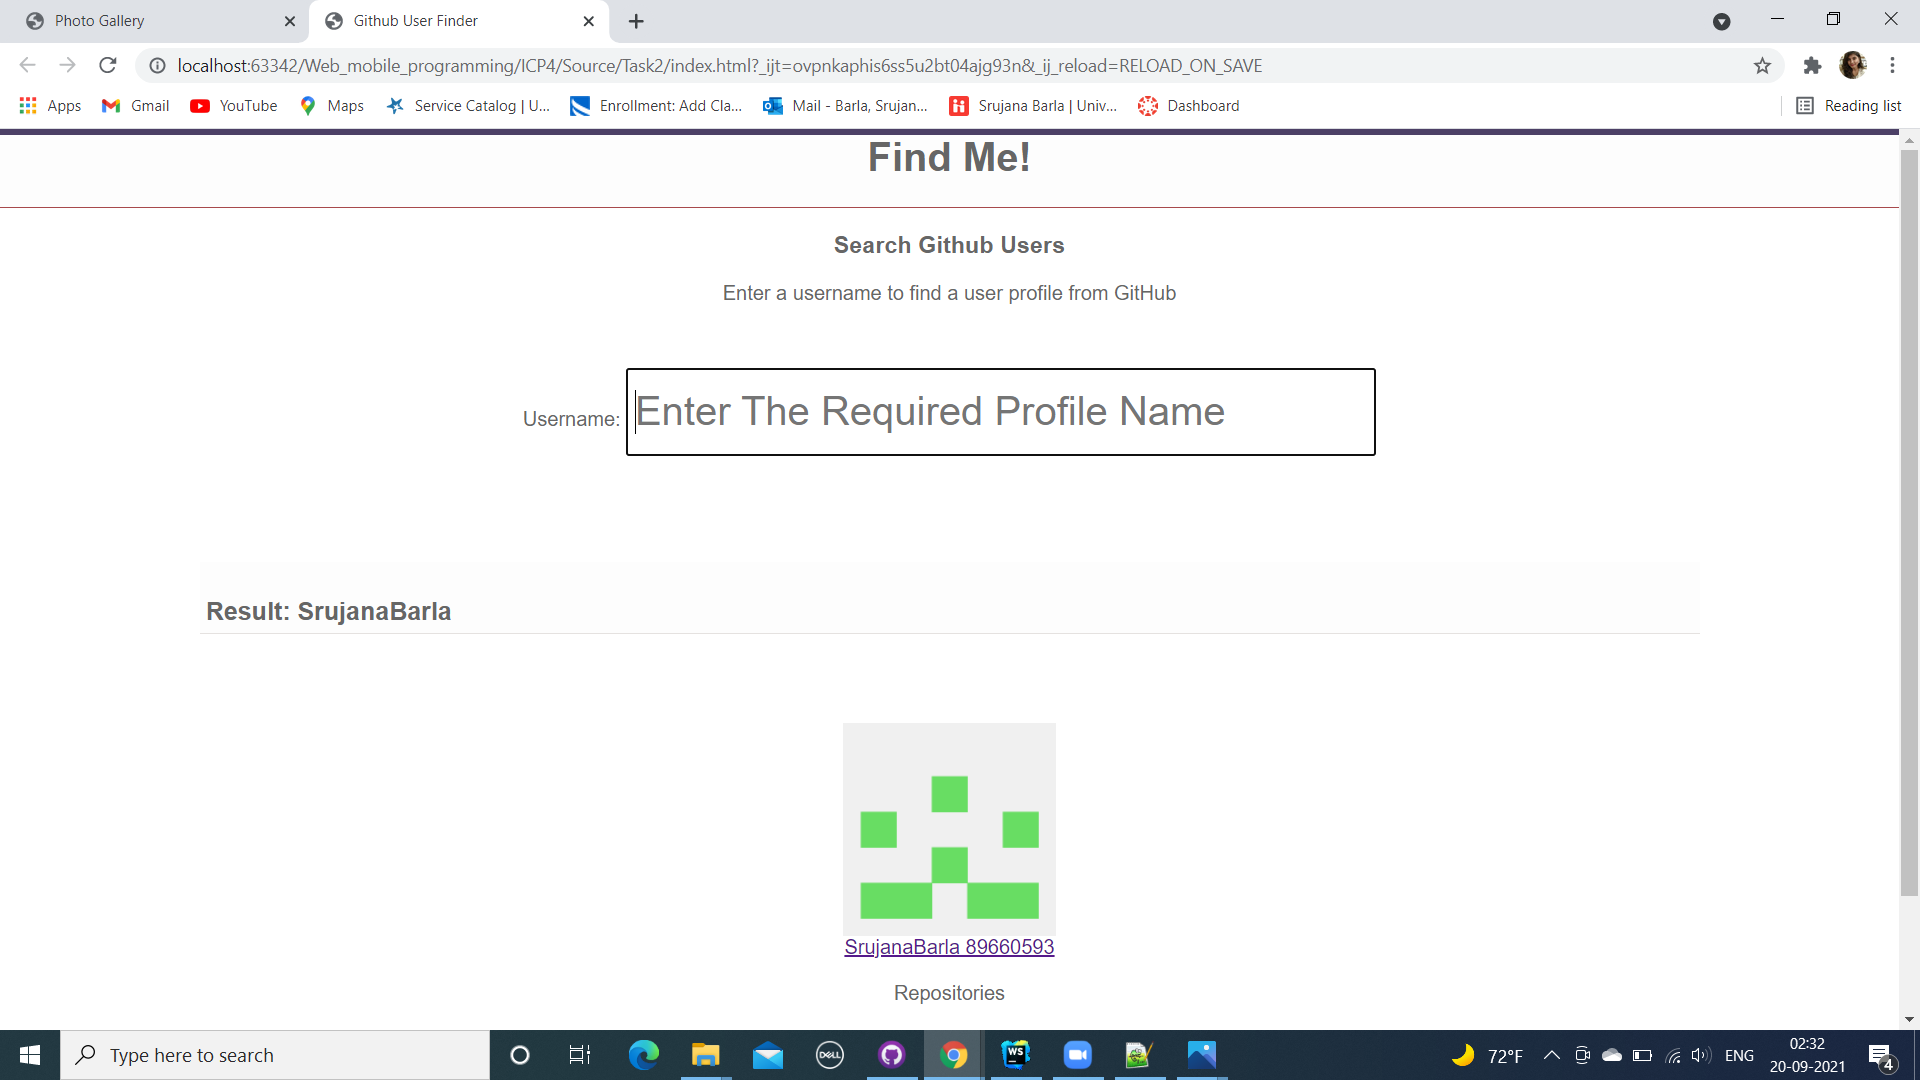 Photo Gallery
Github User Finder
localhost:63342/Web_mobile_programming/ICP4/Source/Task2/index.html?_ijt=ovpnkaphis6ss5u2bt04ajg93n&_ij_reload=RELOAD_ON_SAVE
Apps Gmail YouTube Maps Service Catalog | U... Enrollment: Add Cla... Mail - Barla, Srujan... Srujana Barla | Univ... Dashboard Reading list
Find Me!
Search Github Users
Enter a username to find a user profile from GitHub
Username: Enter The Required Profile Name
Result: SrujanaBarla
SrujanaBarla 89660593
Repositories
Type here to search
DELL
WS
72°F
ENG
02:32
20-09-2021
4